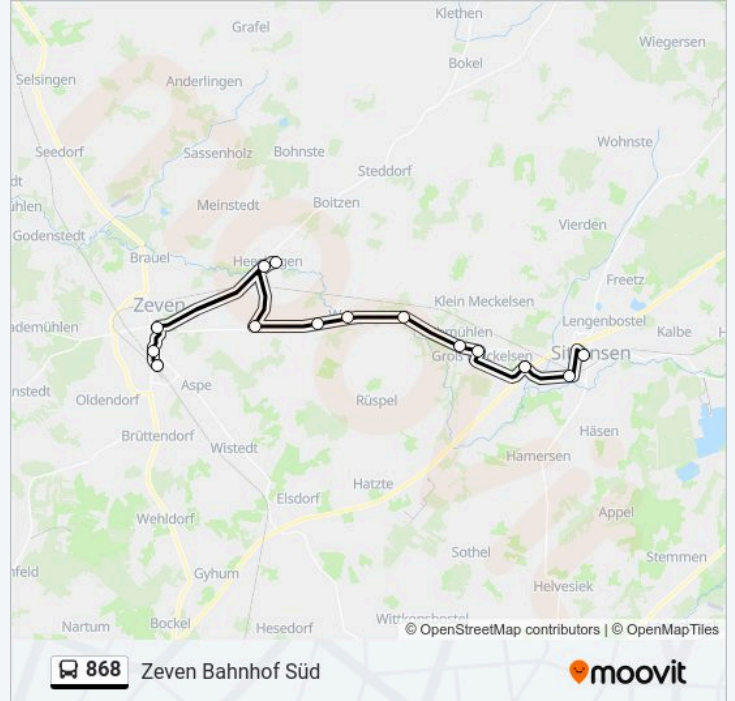 Klethen
Grafel
Wiegersen
Bokel
Selsingen
Anderlingen
Wohnste
Seedorf
Sassenholz
Bohnste
Steddorf
Meinstedt
Boitzen
Vierden
Godenstedt
Brauel
Freetz
Zeven
Klein Meckelsen
Lengenbostel
Kalbe
Aspe
Oldendorf
Rüspel
Häsen
Brüttendorf
Wistedt
Hamersen
Hatzte
Elsdorf
Wehldorf
Appel
Sothel
Stemmen
Gyhum
Helvesiek
Nartum
Bockel
Hesedorf
© OpenStreetMap contributors | © OpenMapTiles
868 Zeven Bahnhof Süd
moovit